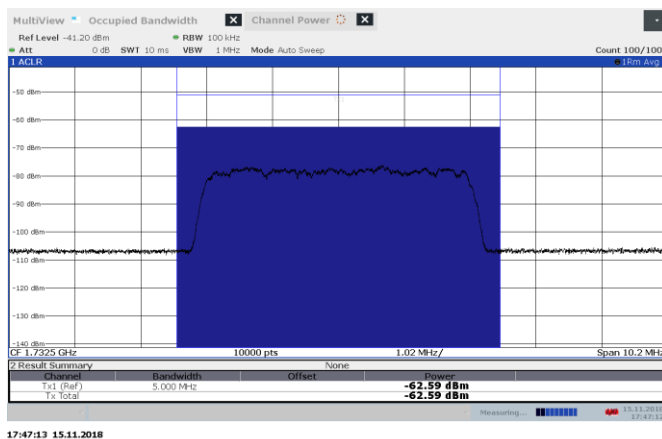 MultiView Occupied Bandwidth X Channel Power X
Ref Level -41.20 dBm RBW 100 kHz
Att 0 dB SWT 10 ms VBW 1 MHz Mode Auto Sweep Count 100/100
1 ACLR 1Rm Avg
-50 dBm
-60 dBm
-70 dBm
-80 dBm
-90 dBm
-100 dBm
-110 dBm
-120 dBm
-130 dBm
-140 dBm
CF 1.7325 GHz 10000 pts 1.02 MHz/ Span 10.2 MHz
2 Result Summary None
Channel Bandwidth Offset Power
Tx1 (Ref) 5.000 MHz -62.59 dBm
Tx Total -62.59 dBm
Measuring... 15.11.2018
17:47:12
17:47:13 15.11.2018